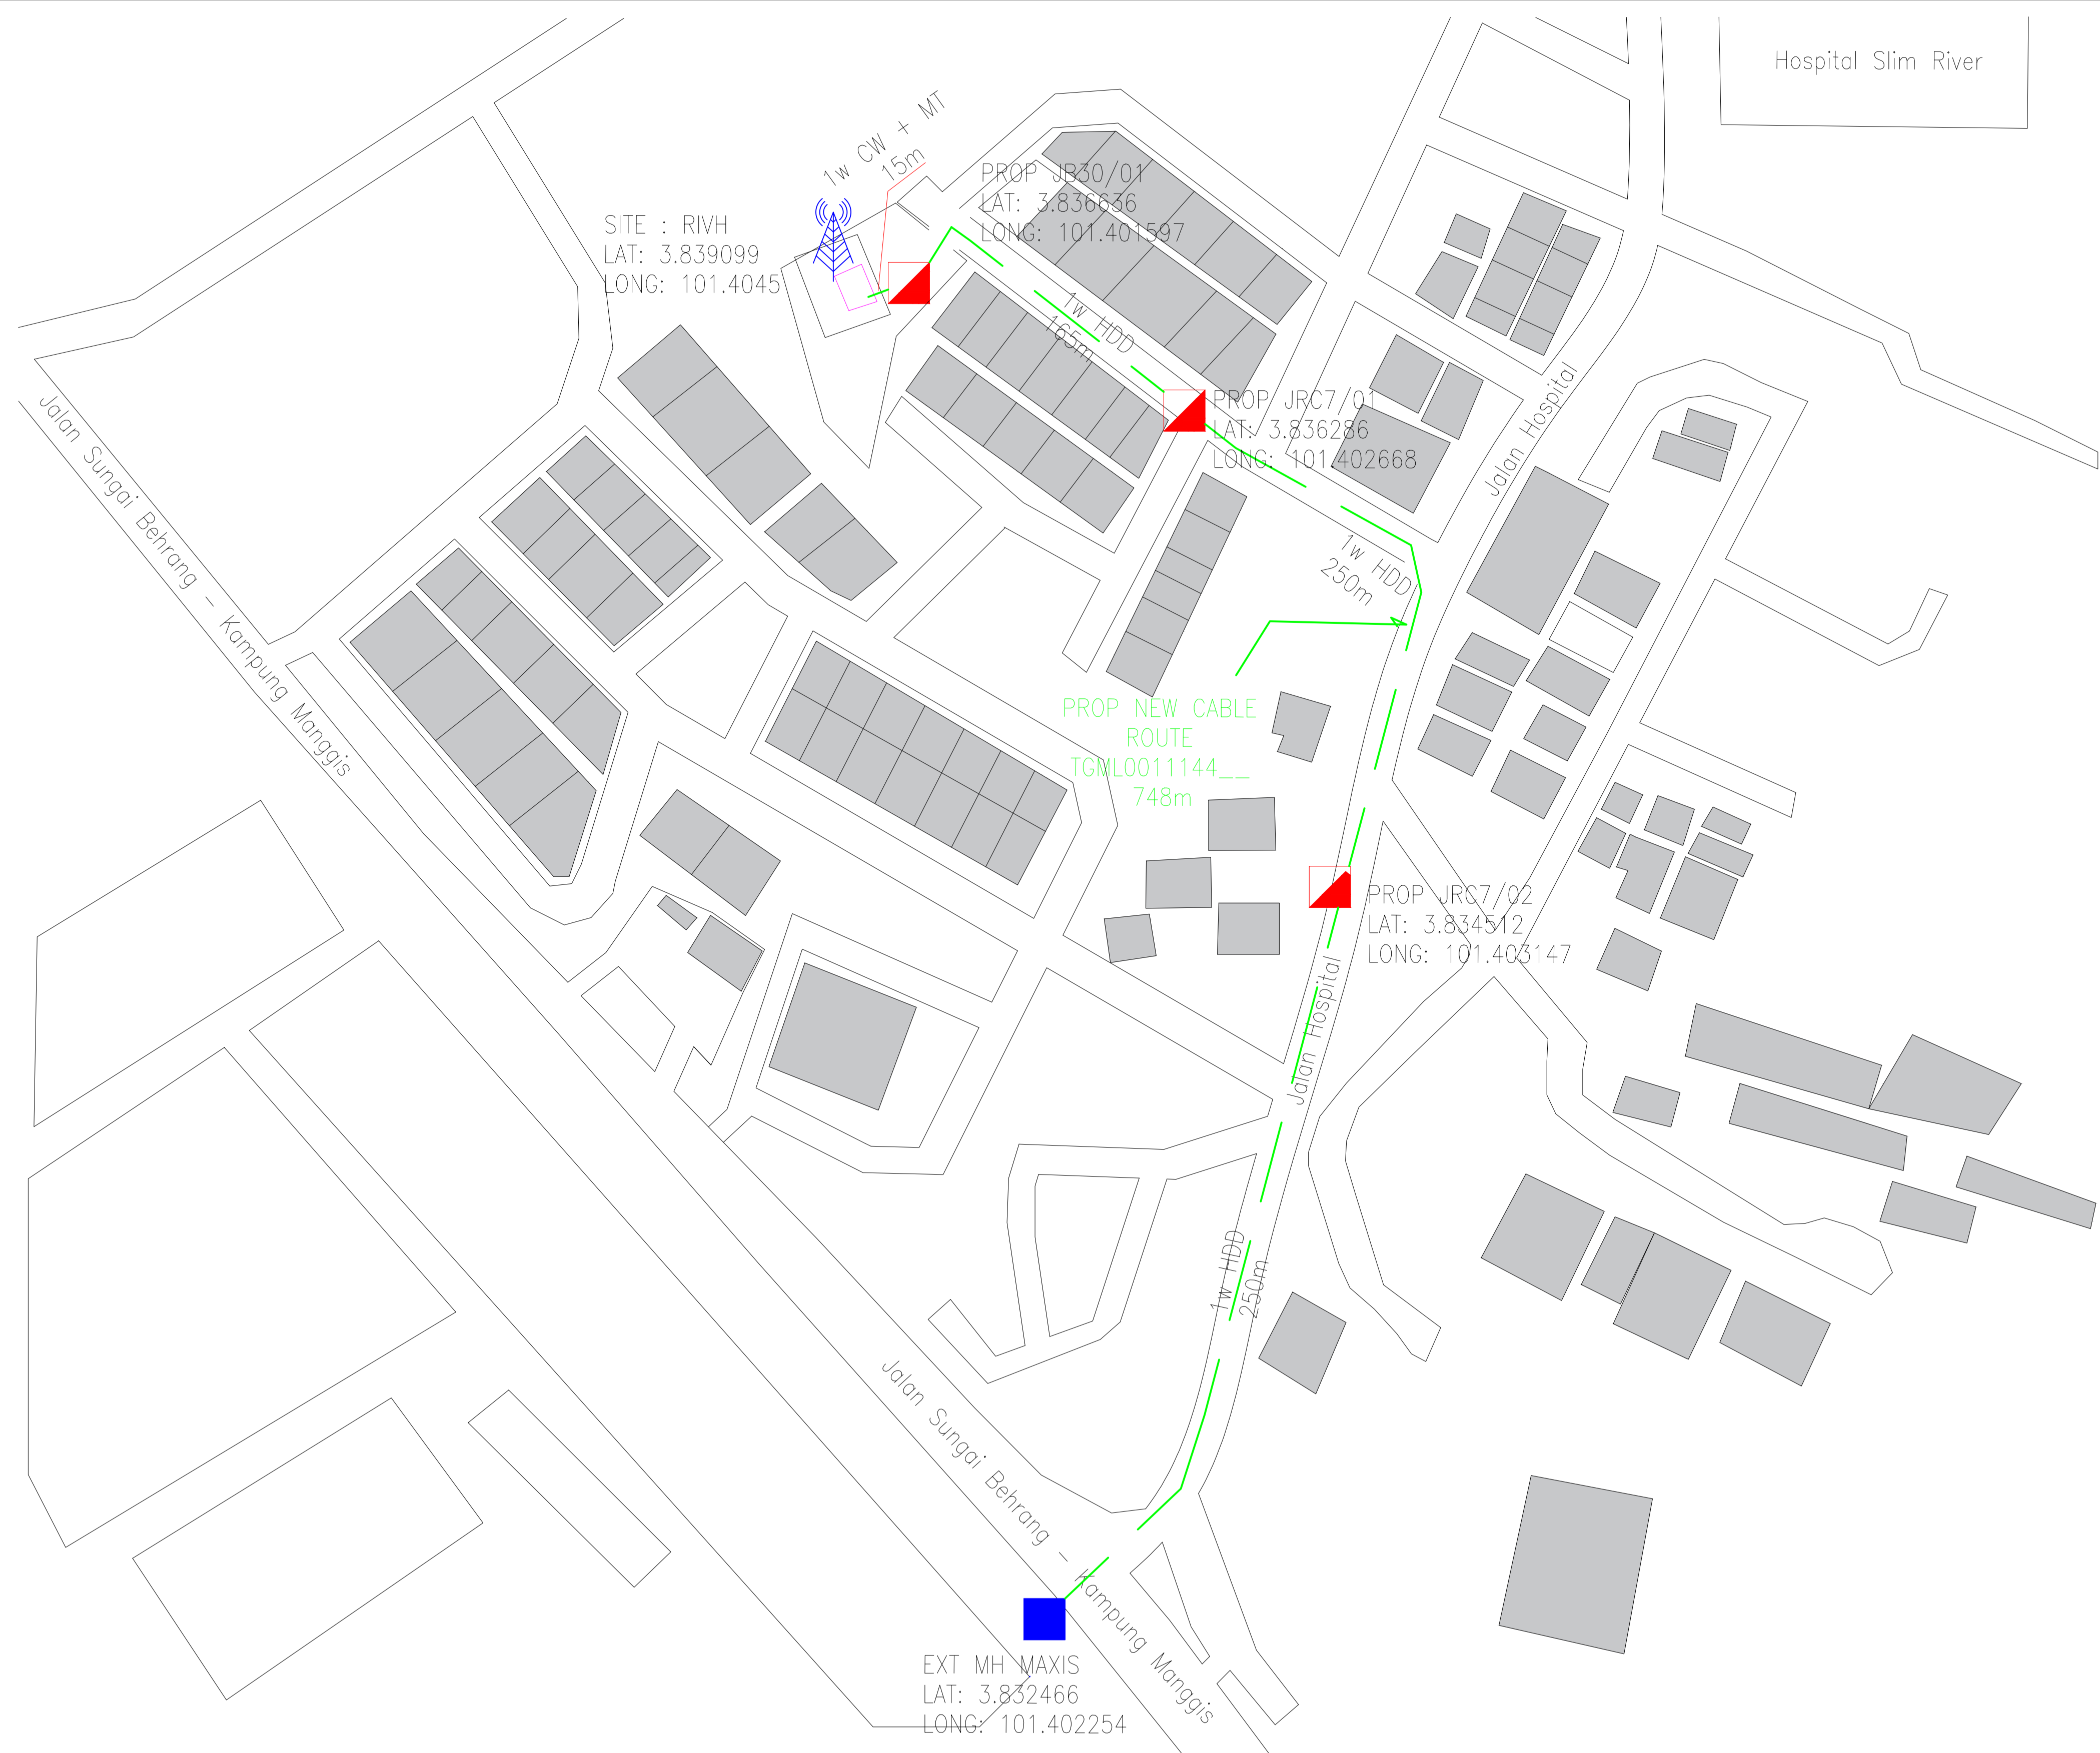 Hospital Slim River
1w CW + MT
15m
PROP JB30/01
LAT: 3.836636
LONG: 101.401597
SITE : RIVH
LAT: 3.839099
LONG: 101.4045
1w HDD
165m
PROP JRC7/01
LAT: 3.836286
LONG: 101.402668
Jalan Hospital
Jalan Sungai Behrang - Kampung Manggis
1w HDD
250m
PROP NEW CABLE
ROUTE
TGML0011144__
748m
PROP JRC7/02
LAT: 3.834512
LONG: 101.403147
Jalan Hospital
1w HDD
250m
Jalan Sungai Behrang - Kampung Manggis
EXT MH MAXIS
LAT: 3.832466
LONG: 101.402254